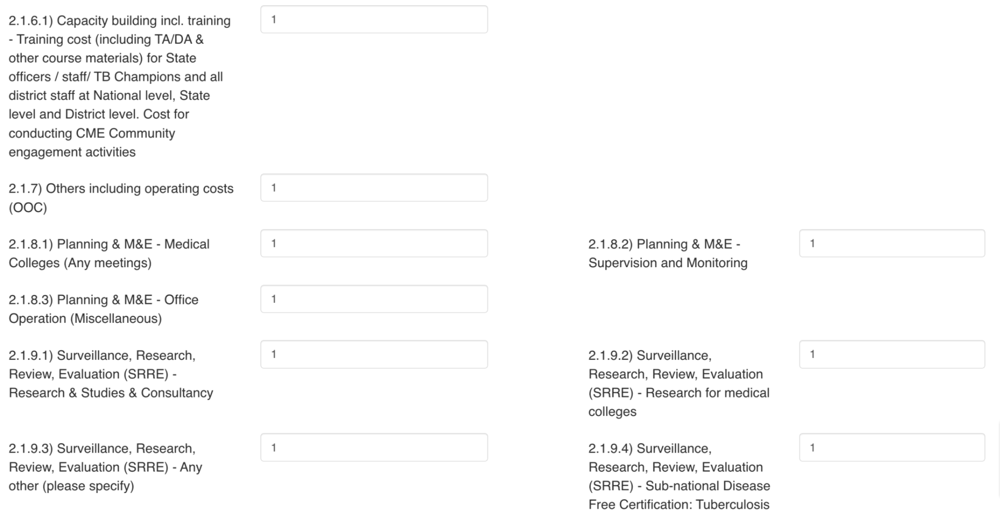 2.1.6.1) Capacity building incl. training
- Training cost (including TA/DA &
other course materials) for State
officers / staff/ TB Champions and all
district staff at National level, State
level and District level. Cost for
conducting CME Community
engagement activities
1
2.1.7) Others including operating costs
(OOC)
1
2.1.8.1) Planning & M&E - Medical
Colleges (Any meetings)
1
2.1.8.2) Planning & M&E -
Supervision and Monitoring
1
2.1.8.3) Planning & M&E - Office
Operation (Miscellaneous)
1
2.1.9.1) Surveillance, Research,
Review, Evaluation (SRRE) -
Research & Studies & Consultancy
1
2.1.9.2) Surveillance,
Research, Review, Evaluation
(SRRE) - Research for medical
colleges
1
2.1.9.3) Surveillance, Research,
Review, Evaluation (SRRE) - Any
other (please specify)
1
2.1.9.4) Surveillance,
Research, Review, Evaluation
(SRRE) - Sub-national Disease
Free Certification: Tuberculosis
1